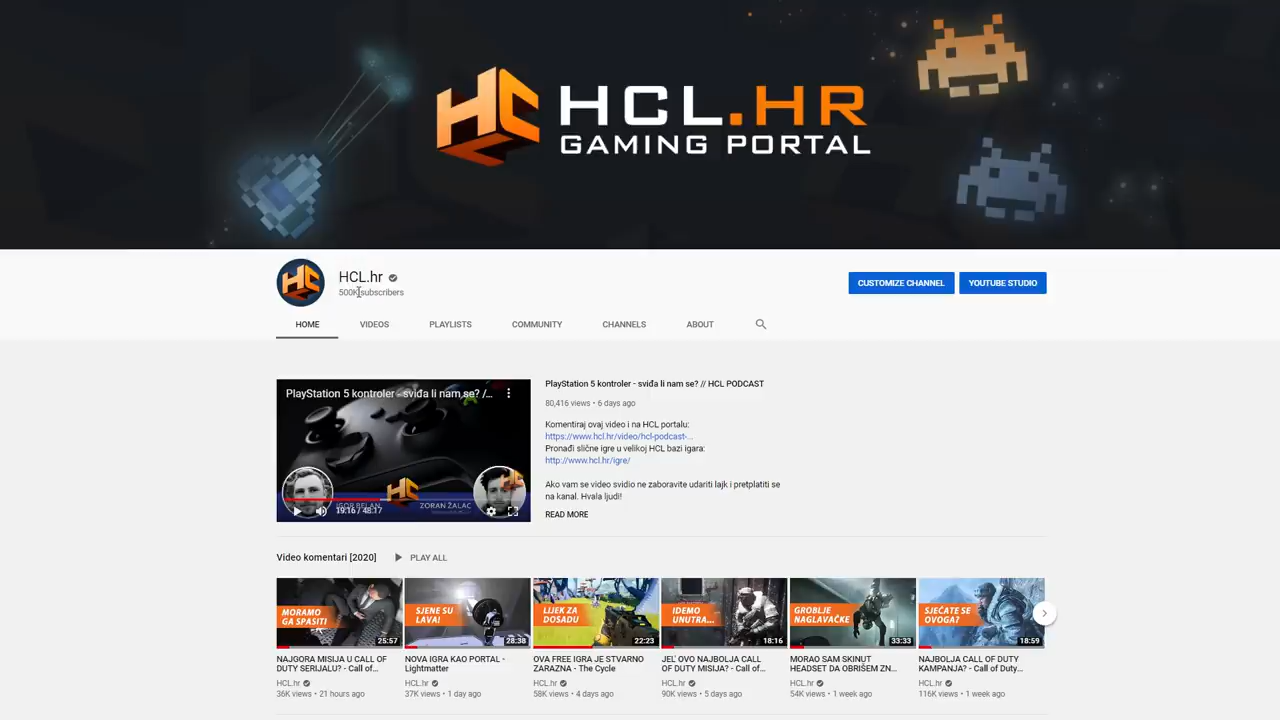 HCL.HR
GAMING PORTAL
HCL.hr
500K subscribers
CUSTOMIZE CHANNEL
YOUTUBE STUDIO
HOME
VIDEOS
PLAYLISTS
COMMUNITY
CHANNELS
ABOUT
PlayStation 5 kontroler - sviđa li nam se? /...
IGOR BELAN
ZORAN ŽALAC
19:16 / 48:17
PlayStation 5 kontroler - sviđa li nam se? // HCL PODCAST
80,416 views • 6 days ago
Komentiraj ovaj video i na HCL portalu:
https://www.hcl.hr/video/hcl-podcast-...
Pronađi slične igre u velikoj HCL bazi igara:
http://www.hcl.hr/igre/
Ako vam se video svidio ne zaboravite udariti lajk i pretplatiti se
na kanal. Hvala ljudi!
READ MORE
Video komentari [2020]
PLAY ALL
MORAMO
GA SPASITI
25:57
NAJGORA MISIJA U CALL OF
DUTY SERIJALU? - Call of...
HCL.hr
36K views • 21 hours ago
SJENE SU
LAVA!
28:38
NOVA IGRA KAO PORTAL -
Lightmatter
HCL.hr
37K views • 1 day ago
LIJEK ZA
DOSADU
22:23
OVA FREE IGRA JE STVARNO
ZARAZNA - The Cycle
HCL.hr
58K views • 4 days ago
IDEMO
UNUTRA...
18:16
JEL' OVO NAJBOLJA CALL
OF DUTY MISIJA? - Call of...
HCL.hr
90K views • 5 days ago
GROBLJE
NAGLAVAČKE
33:33
MORAO SAM SKINUT
HEADSET DA OBRIŠEM ZN...
HCL.hr
54K views • 1 week ago
SJEĆATE SE
OVOGA?
18:59
NAJBOLJA CALL OF DUTY
KAMPANJA? - Call of Duty...
HCL.hr
116K views • 1 week ago